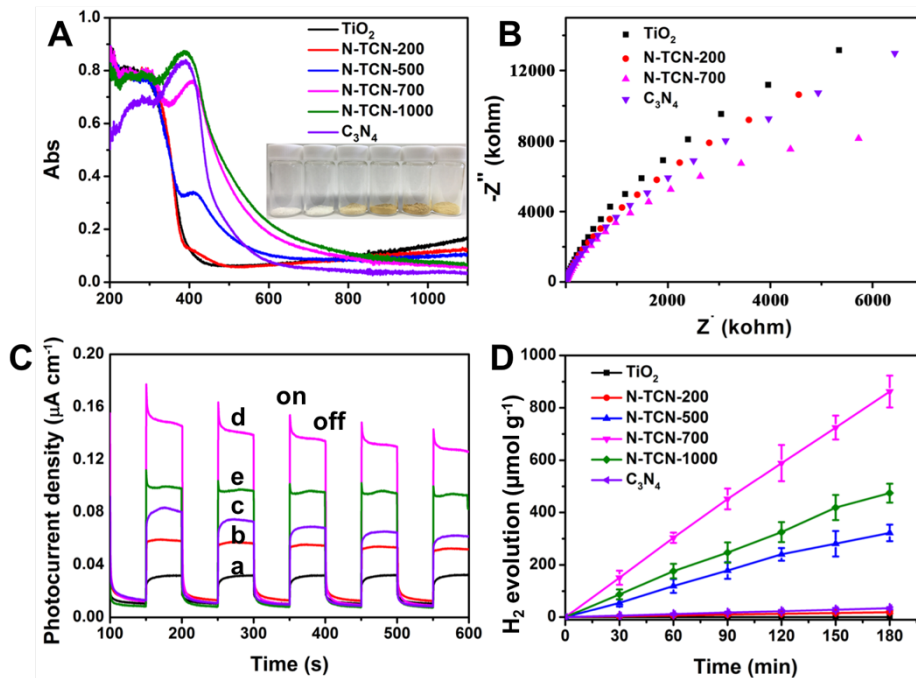 A
TiO₂
N-TCN-200
N-TCN-500
N-TCN-700
N-TCN-1000
C₃N₄
Abs
1.0
0.8
0.6
0.4
0.2
0.0
200 400 600 800 1000
B
TiO₂
N-TCN-200
N-TCN-700
C₃N₄
-Z'' (kohm)
12000
8000
4000
0
0 2000 4000 6000
Z' (kohm)
C
Photocurrent density (μA cm⁻¹)
0.20
0.16
0.12
0.08
0.04
0.00
on
off
d
e
c
b
a
100 200 300 400 500 600
Time (s)
D
TiO₂
N-TCN-200
N-TCN-500
N-TCN-700
N-TCN-1000
C₃N₄
H₂ evolution (μmol g⁻¹)
1000
800
600
400
200
0
0 30 60 90 120 150 180
Time (min)